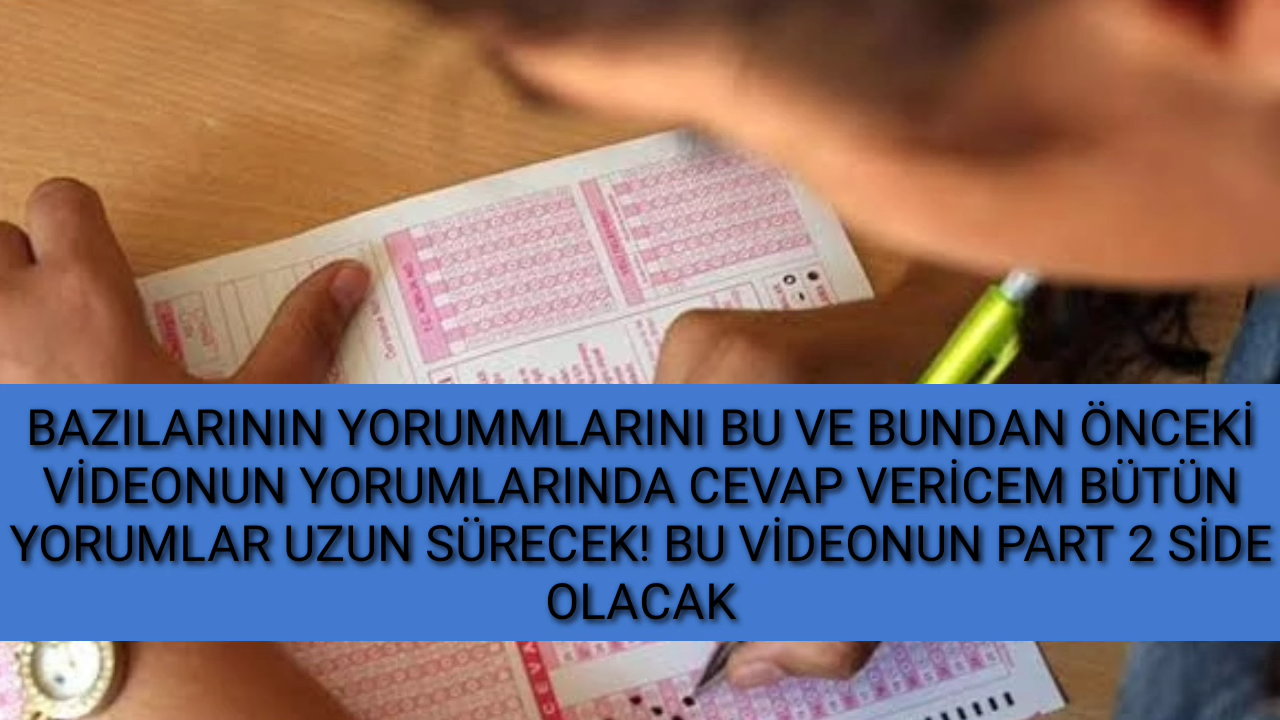 BAZILARININ YORUMMLARINI BU VE BUNDAN ÖNCEKİ
VİDEONUN YORUMLARINDA CEVAP VERİCEM BÜTÜN
YORUMLAR UZUN SÜRECEK! BU VİDEONUN PART 2 SİDE
OLACAK
CEVA